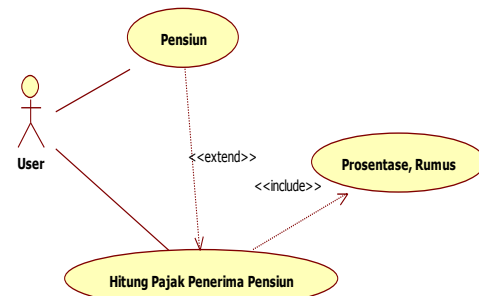 Pensiun
<<extend>>
User
Prosentase, Rumus
<<include>>
Hitung Pajak Penerima Pensiun